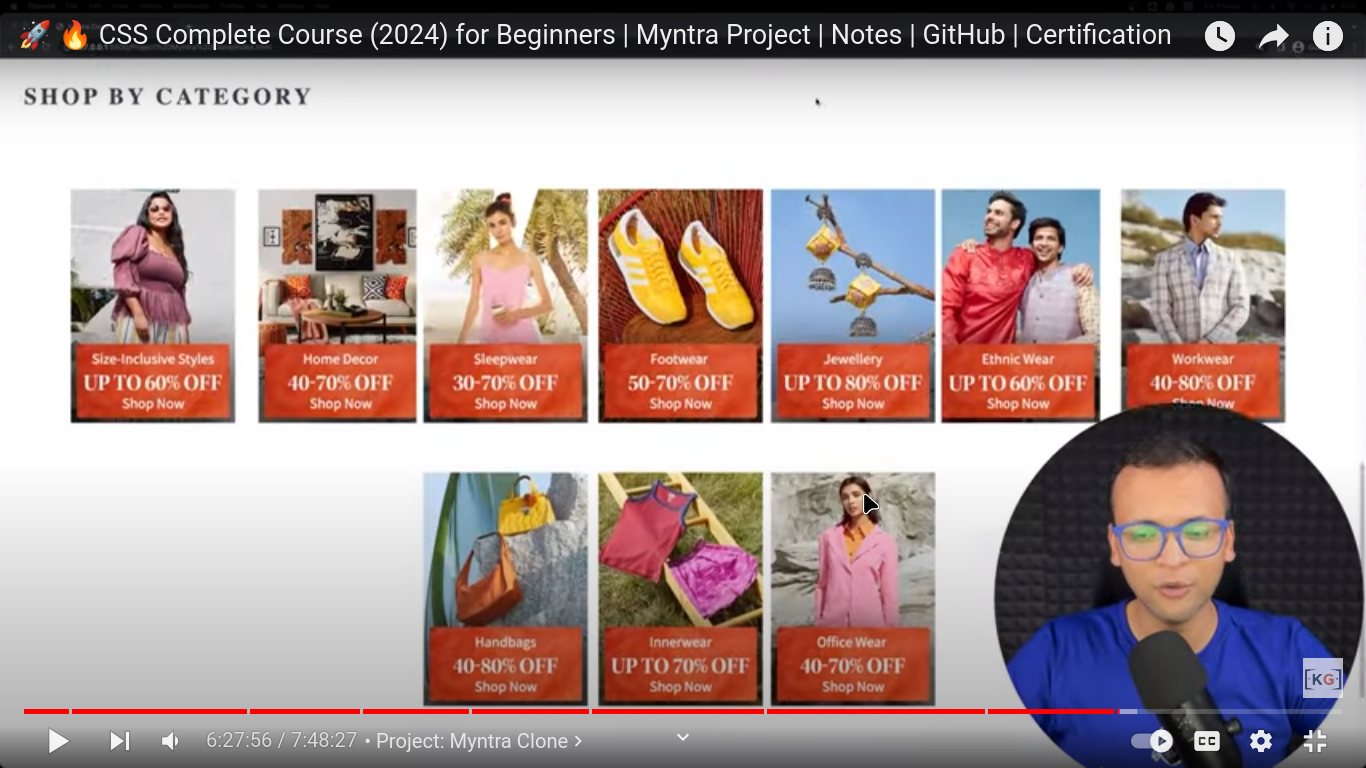 🚀 🔥 CSS Complete Course (2024) for Beginners | Myntra Project | Notes | GitHub | Certification
SHOP BY CATEGORY
Size-Inclusive Styles
UP TO 60% OFF
Shop Now
Home Decor
40-70% OFF
Shop Now
Sleepwear
30-70% OFF
Shop Now
Footwear
50-70% OFF
Shop Now
Jewellery
UP TO 80% OFF
Shop Now
Ethnic Wear
UP TO 60% OFF
Shop Now
Workwear
40-80% OFF
Shop Now
Handbags
40-80% OFF
Shop Now
Innerwear
UP TO 70% OFF
Shop Now
Office Wear
40-70% OFF
Shop Now
[KG]
6:27:56 / 7:48:27 • Project: Myntra Clone >
CC